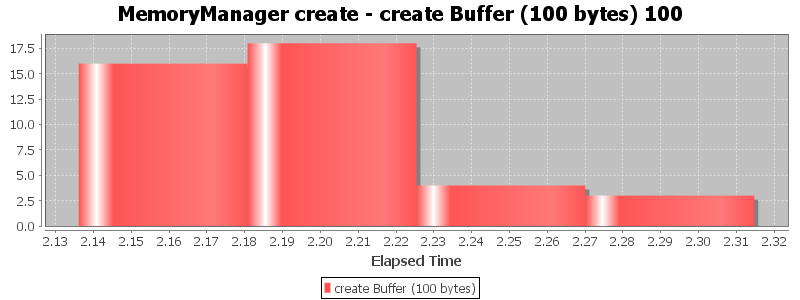 MemoryManager create - create Buffer (100 bytes) 100
17.5
15.0
12.5
10.0
7.5
5.0
2.5
0.0
2.13 2.14 2.15 2.16 2.17 2.18 2.19 2.20 2.21 2.22 2.23 2.24 2.25 2.26 2.27 2.28 2.29 2.30 2.31 2.32
Elapsed Time
create Buffer (100 bytes)